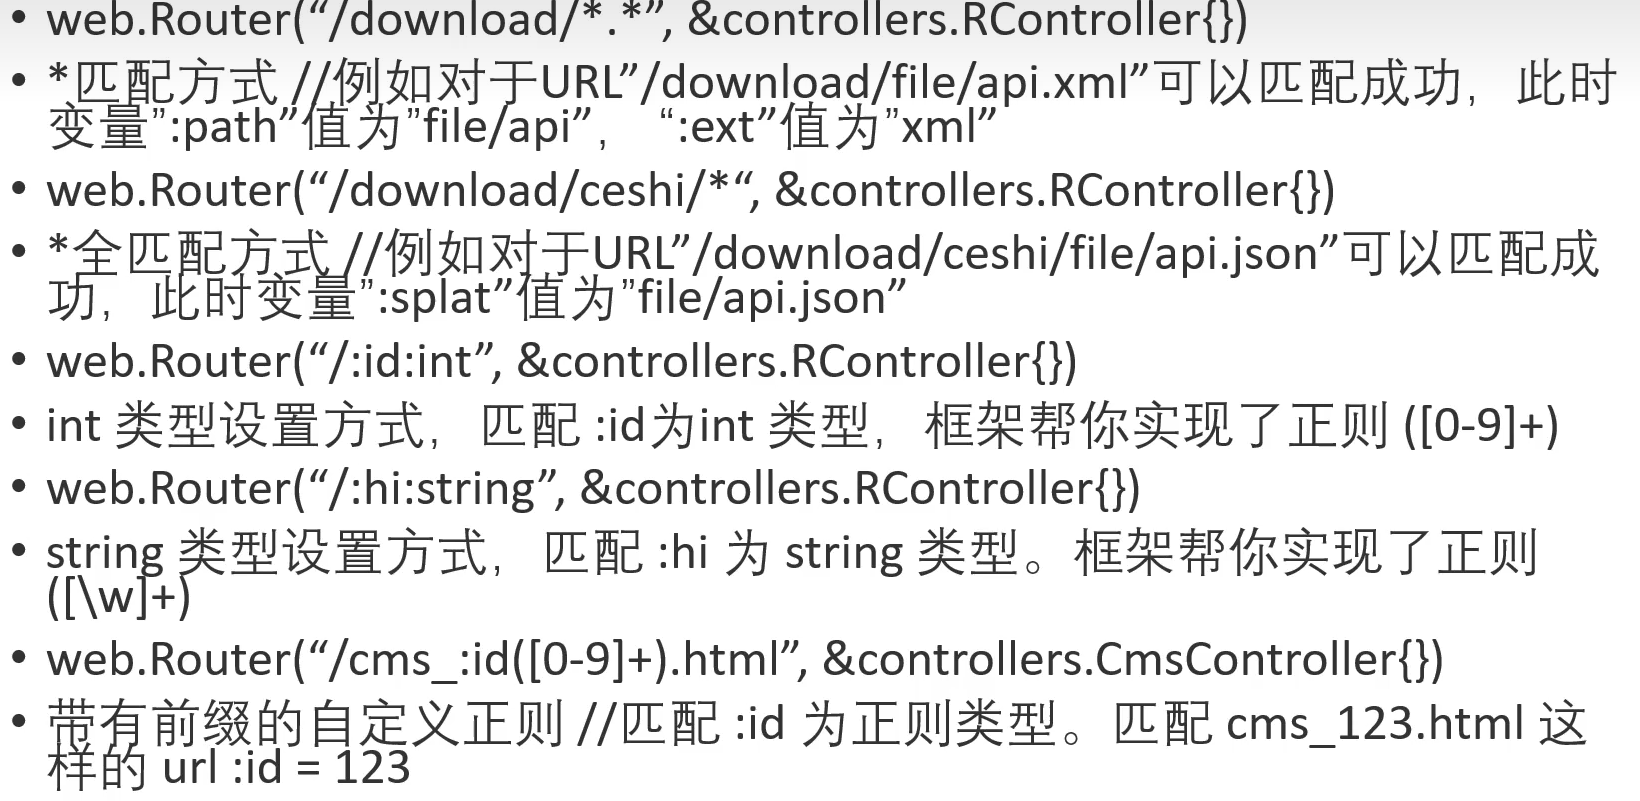 • web.Router(“/download/*.*”, &controllers.RController{})
• *匹配方式 //例如对于URL”/download/file/api.xml”可以匹配成功，此时
变量”:path”值为”file/api”， “:ext”值为”xml”
• web.Router(“/download/ceshi/*“, &controllers.RController{})
• *全匹配方式 //例如对于URL”/download/ceshi/file/api.json”可以匹配成
功，此时变量”:splat”值为”file/api.json”
• web.Router(“/:id:int”, &controllers.RController{})
• int 类型设置方式，匹配 :id为int 类型，框架帮你实现了正则 ([0-9]+)
• web.Router(“/:hi:string”, &controllers.RController{})
• string 类型设置方式，匹配 :hi 为 string 类型。框架帮你实现了正则
([\w]+)
• web.Router(“/cms_:id([0-9]+).html”, &controllers.CmsController{})
• 带有前缀的自定义正则 //匹配 :id 为正则类型。匹配 cms_123.html 这
样的 url :id = 123